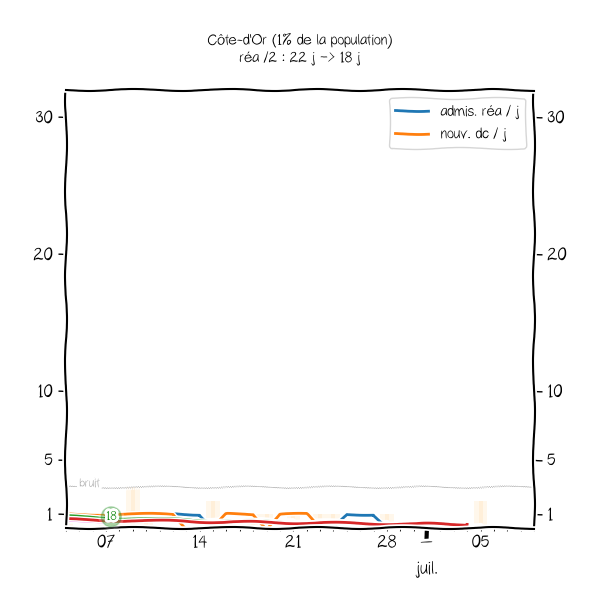 Côte-d'Or (1% de la population)
réa /2 : 22 j -> 18 j
admis. réa / j
nouv. dc / j
30 30
20 20
10 10
5 5
bruit
1 18 1
07 14 21 28 05
juil.